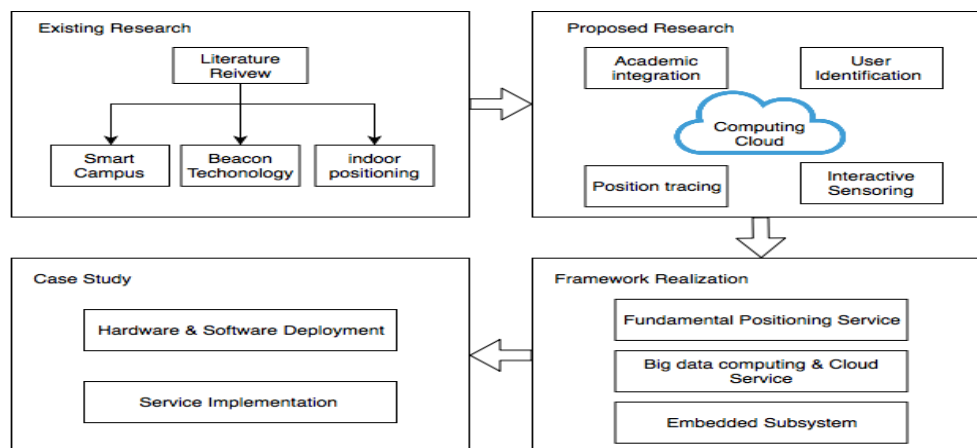 Existing Research
Literature
Reivew
Smart
Campus
Beacon
Techonology
indoor
positioning
Proposed Research
Academic
integration
User
Identification
Computing
Cloud
Position tracing
Interactive
Sensoring
Case Study
Hardware & Software Deployment
Service Implementation
Framework Realization
Fundamental Positioning Service
Big data computing & Cloud
Service
Embedded Subsystem